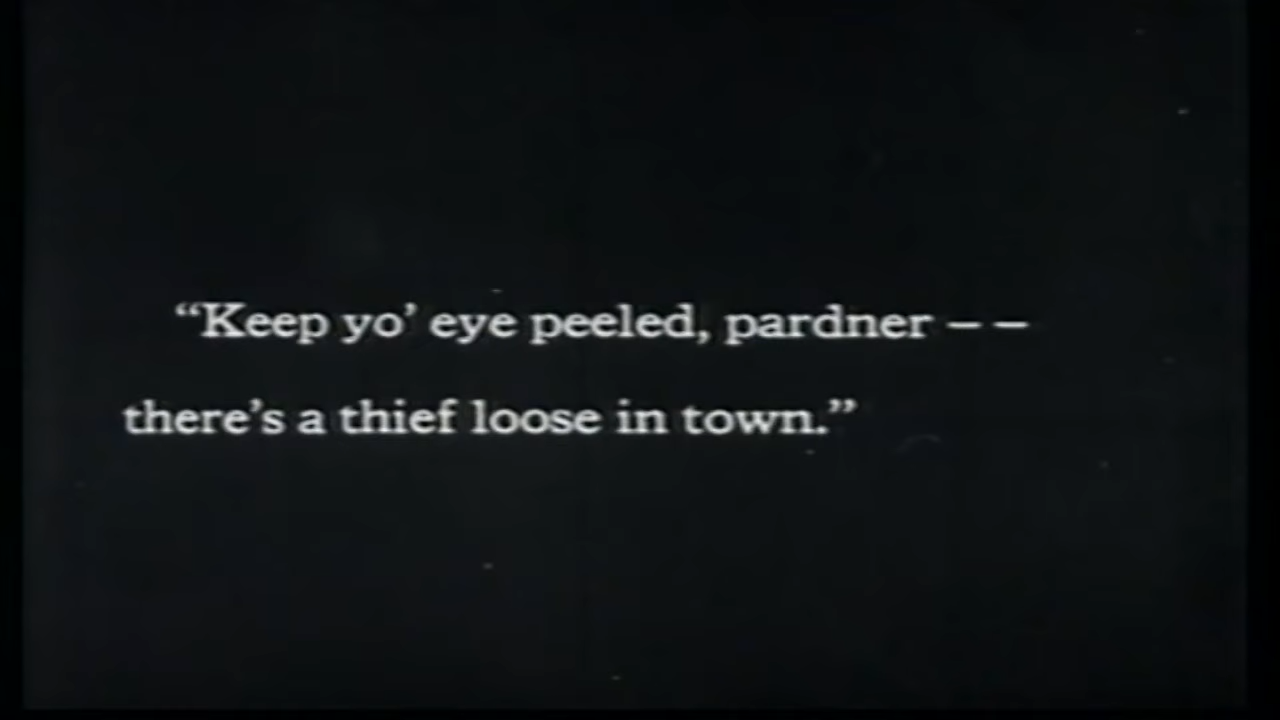 “Keep yo’ eye peeled, pardner – –
there’s a thief loose in town.”